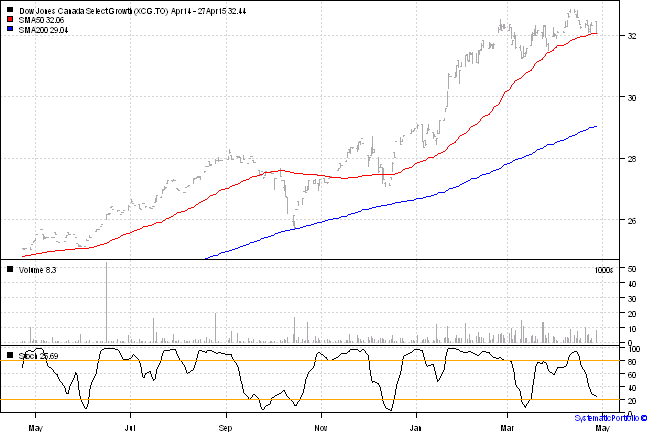 Dow Jones Canada Select Growth (XCG.TO) Apr14 - 27Apr15 32.44
SMA50 32.06
SMA200 29.04
32
30
28
26
Volume 8.3
1000s
50
40
30
20
10
0
Stoch 25.69
100
80
60
40
20
0
May
Jul
Sep
Nov
Jan
Mar
May
SystematicPortfolio ©